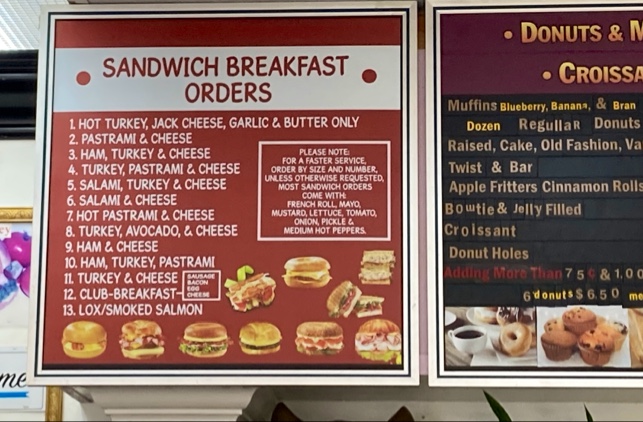 SANDWICH BREAKFAST
ORDERS
1. HOT TURKEY, JACK CHEESE, GARLIC & BUTTER ONLY
2. PASTRAMI & CHEESE
3. HAM, TURKEY & CHEESE
4. TURKEY, PASTRAMI & CHEESE
5. SALAMI, TURKEY & CHEESE
6. SALAMI & CHEESE
7. HOT PASTRAMI & CHEESE
8. TURKEY, AVOCADO, & CHEESE
9. HAM & CHEESE
10. HAM, TURKEY, PASTRAMI
11. TURKEY & CHEESE
12. CLUB-BREAKFAST-
13. LOX/SMOKED SALMON
SAUSAGE
BACON
EGG
CHEESE
PLEASE NOTE:
FOR A FASTER SERVICE,
ORDER BY SIZE AND NUMBER,
UNLESS OTHERWISE REQUESTED,
MOST SANDWICH ORDERS
COME WITH:
FRENCH ROLL, MAYO,
MUSTARD, LETTUCE, TOMATO,
ONION, PICKLE &
MEDIUM HOT PEPPERS.
• DONUTS & M
• CROISSA
Muffins Blueberry, Banana, & Bran
Dozen Regullar Donuts
Raised, Cake, Old Fashion, Va
Twist & Bar
Apple Fritters Cinnamon Rolls
Bowtie & Jelly Filled
Croissant
Donut Holes
Adding More Than 75¢ & 1,00
6 donuts $6.50
me